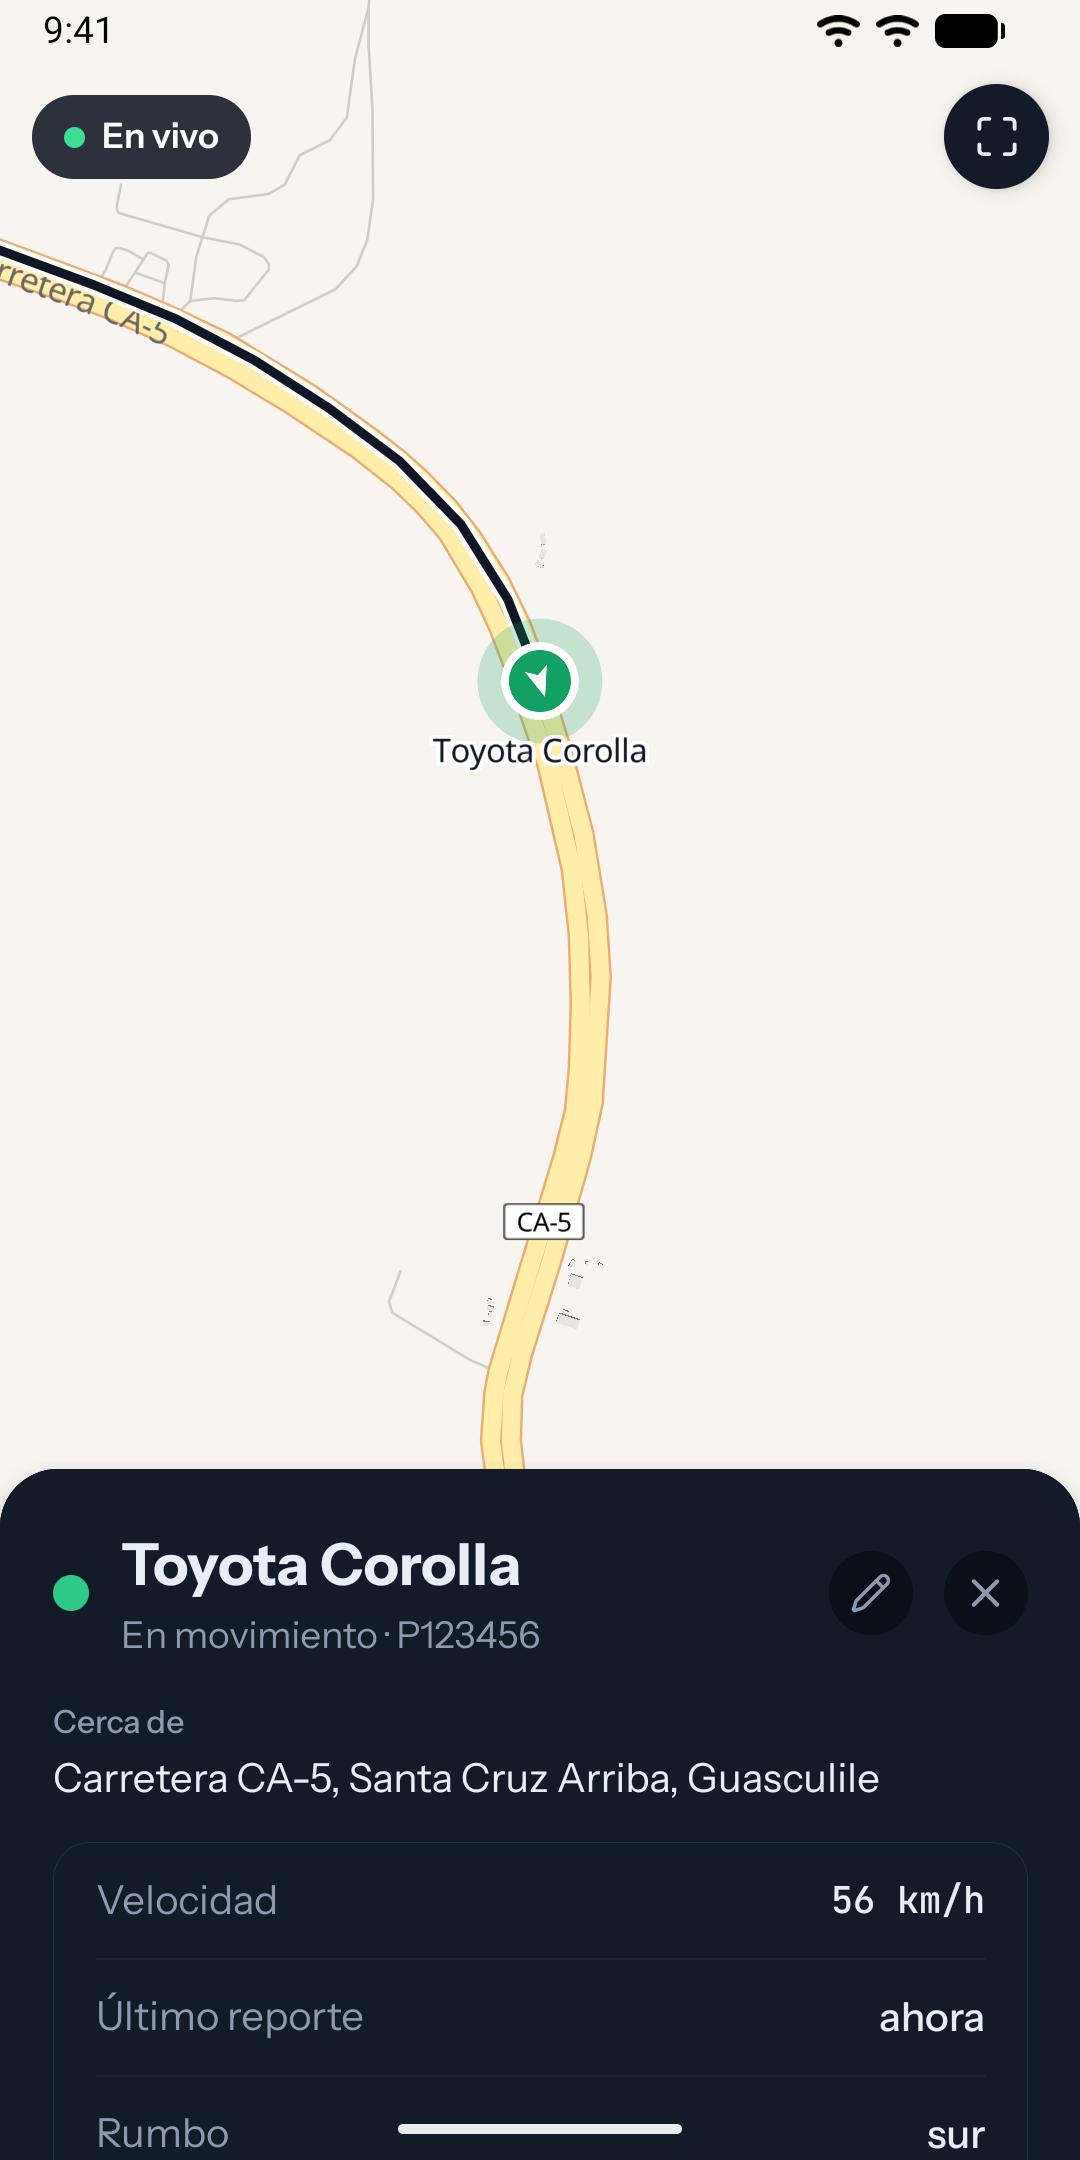 9:41
En vivo
rretera CA-5
Toyota Corolla
CA-5
Toyota Corolla
En movimiento · P123456
Cerca de
Carretera CA-5, Santa Cruz Arriba, Guasculile
Velocidad 56 km/h
Último reporte ahora
Rumbo sur